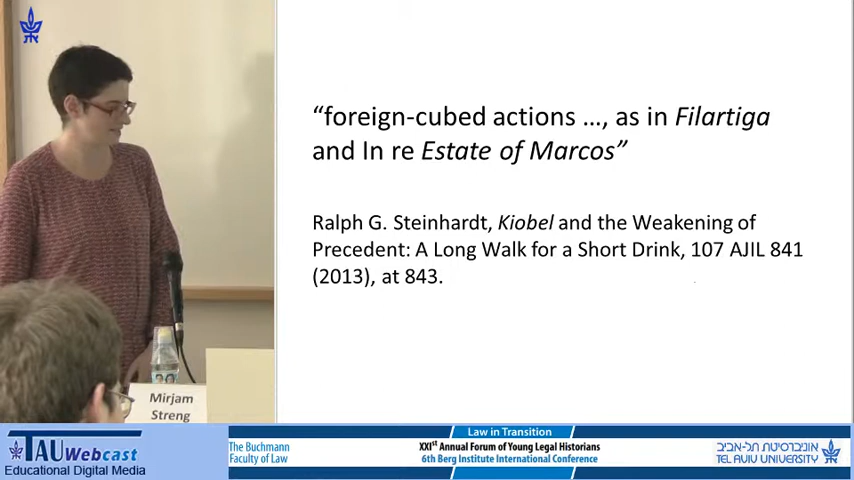 “foreign-cubed actions …, as in Filartiga
and In re Estate of Marcos”
Ralph G. Steinhardt, Kiobel and the Weakening of
Precedent: A Long Walk for a Short Drink, 107 AJIL 841
(2013), at 843.
Mirjam
Streng
TAUWebcast
Educational Digital Media
The Buchmann
Faculty of Law
Law in Transition
XXIst Annual Forum of Young Legal Historians
6th Berg Institute International Conference
אוניברסיטת תל-אביב
TEL AVIV UNIVERSITY